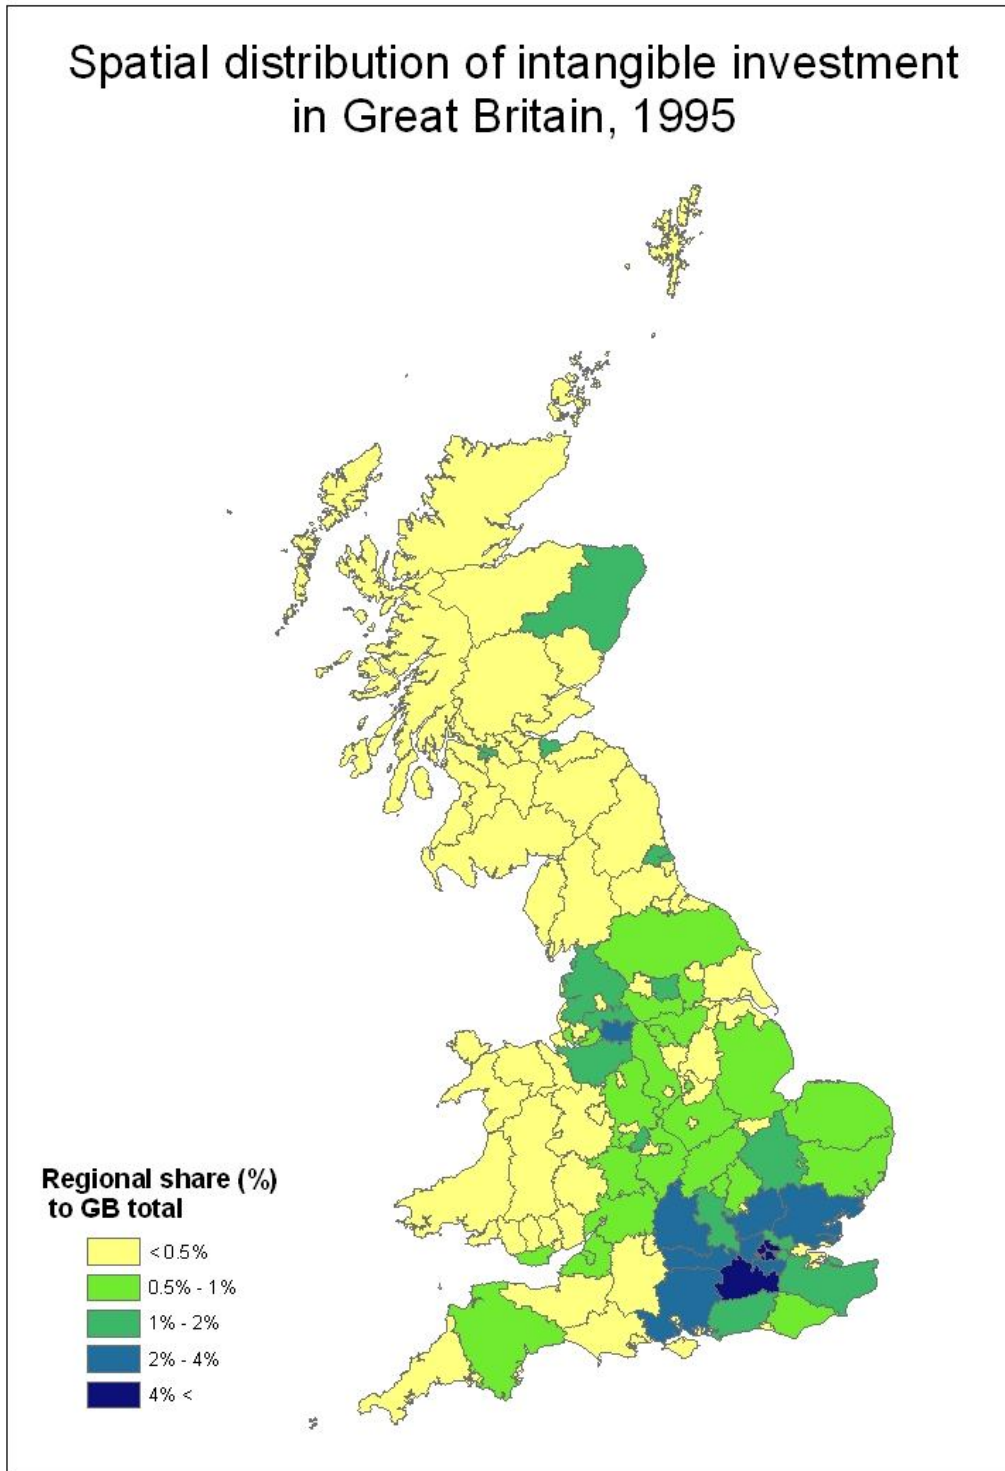 Spatial distribution of intangible investment
in Great Britain, 1995
Regional share (%)
to GB total
<0.5%
0.5% - 1%
1% - 2%
2% - 4%
4% <